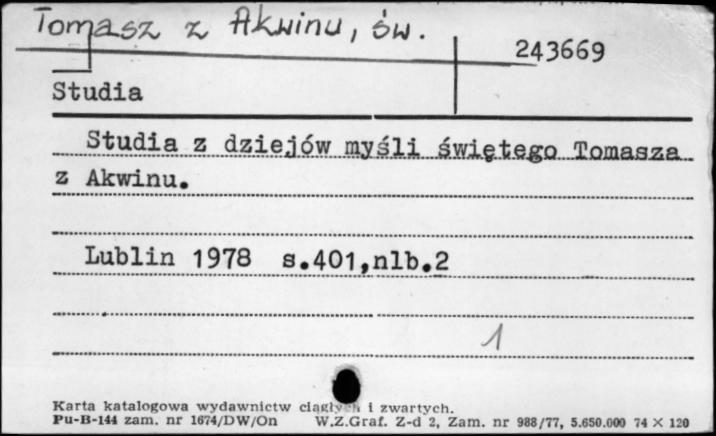 Tomasz z Akwinu, św.
243669
Studia
Studia z dziejów myśli świętego Tomasza
z Akwinu.
Lublin 1978 s.401,nlb.2
1
Karta katalogowa wydawnictw ciągłych i zwartych.
Pu-B-144 zam. nr 1674/DW/On W.Z.Graf. Z-d 2, Zam. nr 988/77, 5.650.000 74 × 120